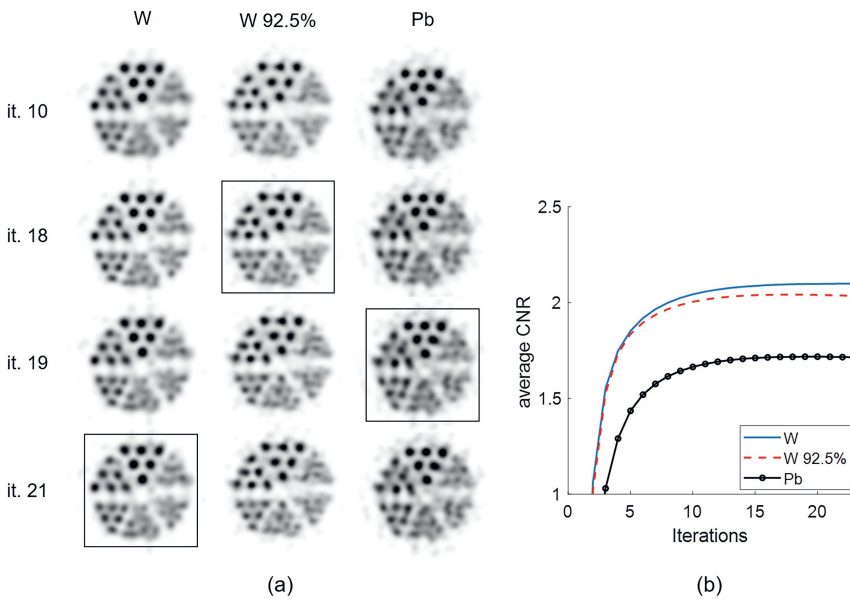 W W 92.5% Pb
it. 10
it. 18
it. 19
it. 21
(a)
2.5
2
1.5
1
average CNR
0 5 10 15 20
Iterations
W
W 92.5%
Pb
(b)